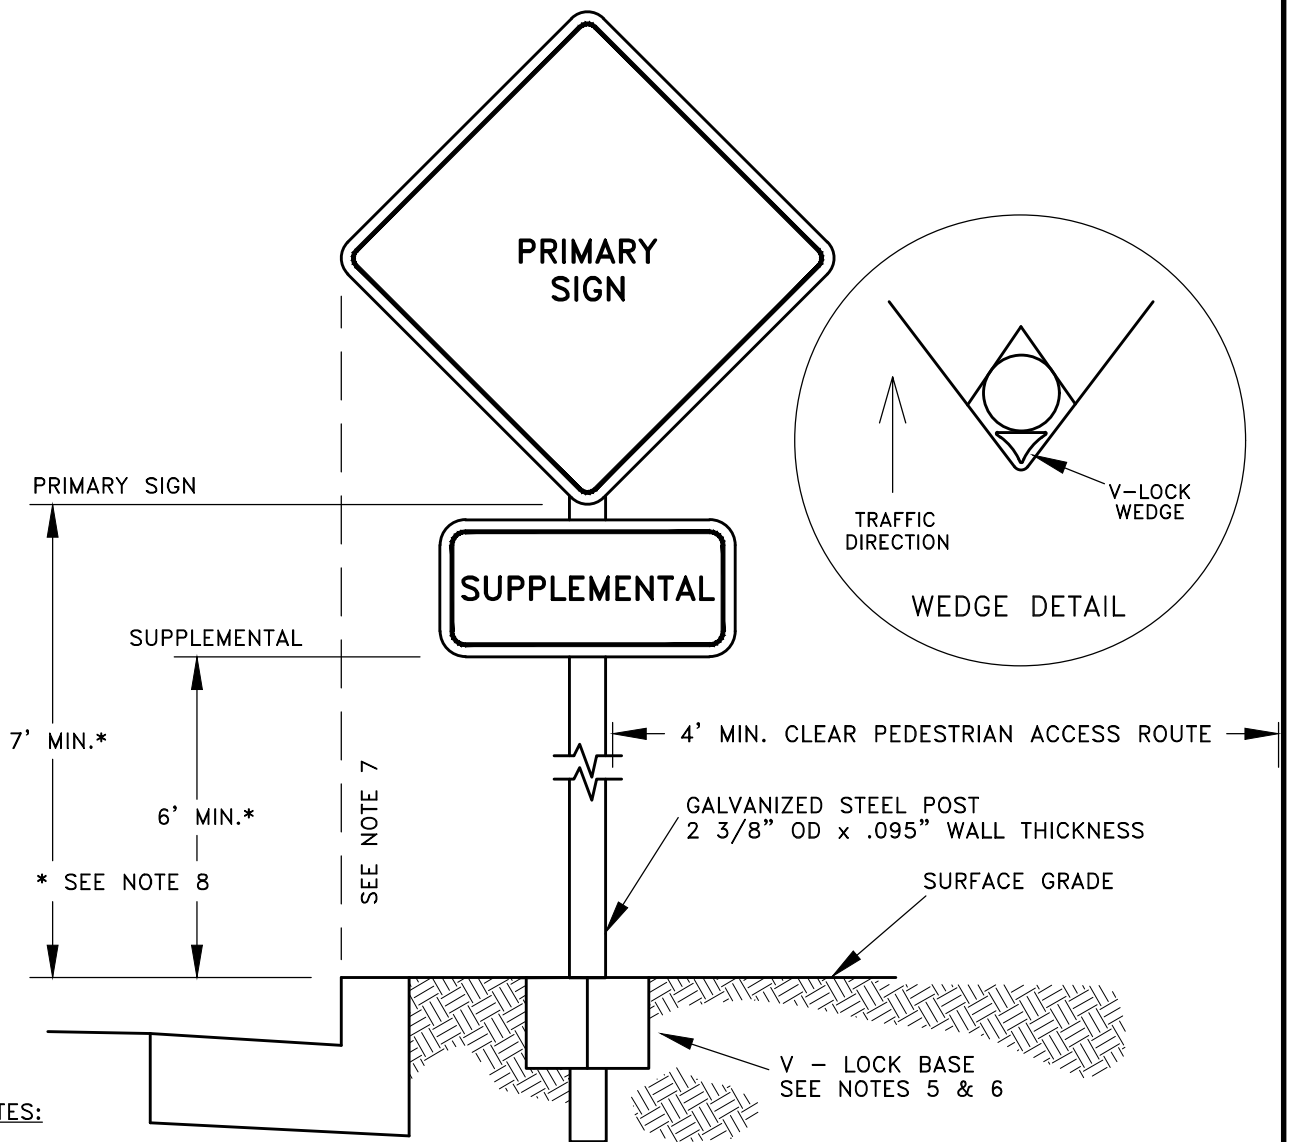 PRIMARY
SIGN
PRIMARY SIGN
SUPPLEMENTAL
SUPPLEMENTAL
V-LOCK
WEDGE
TRAFFIC
DIRECTION
WEDGE DETAIL
7' MIN.*
6' MIN.*
* SEE NOTE 8
SEE NOTE 7
4' MIN. CLEAR PEDESTRIAN ACCESS ROUTE
GALVANIZED STEEL POST
2 3/8" OD x .095" WALL THICKNESS
SURFACE GRADE
V - LOCK BASE
SEE NOTES 5 & 6